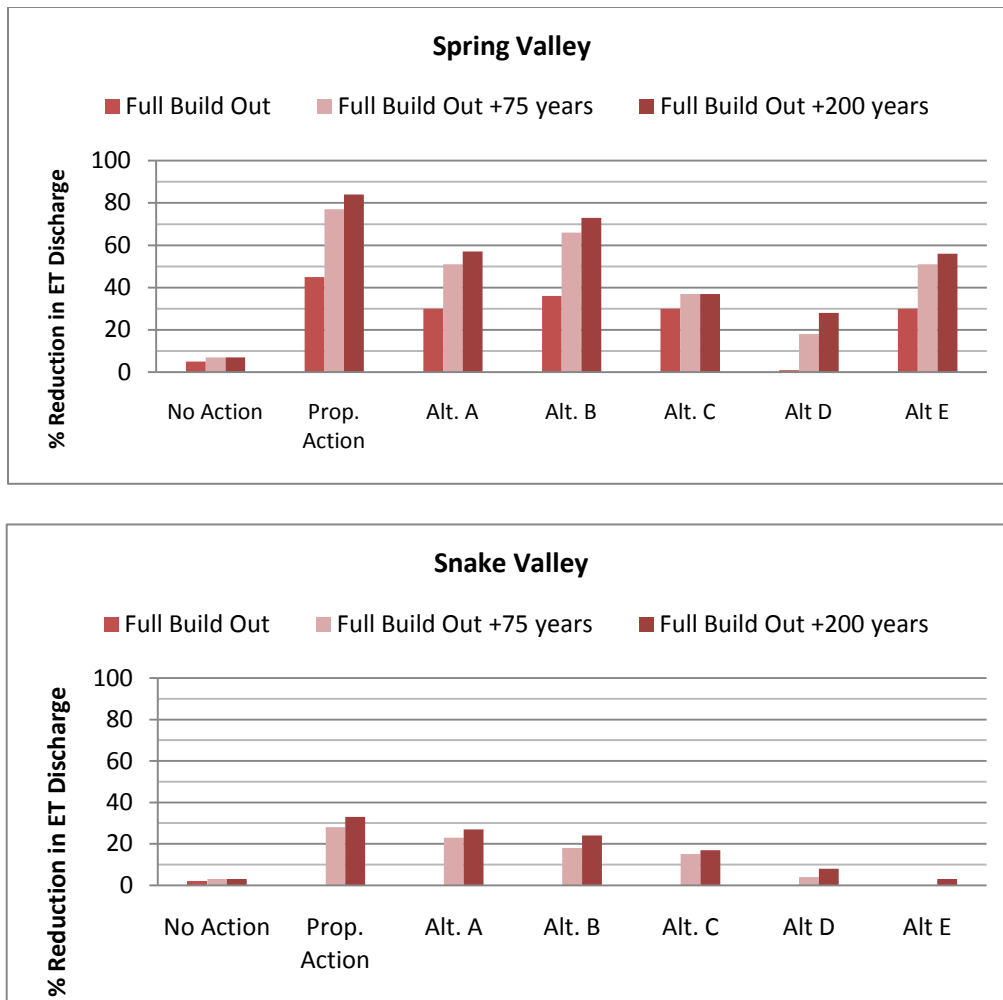 Spring Valley
Full Build Out Full Build Out +75 years Full Build Out +200 years
% Reduction in ET Discharge
100
80
60
40
20
0
No Action Prop. Action Alt. A Alt. B Alt. C Alt D Alt E
Snake Valley
Full Build Out Full Build Out +75 years Full Build Out +200 years
% Reduction in ET Discharge
100
80
60
40
20
0
No Action Prop. Action Alt. A Alt. B Alt. C Alt D Alt E